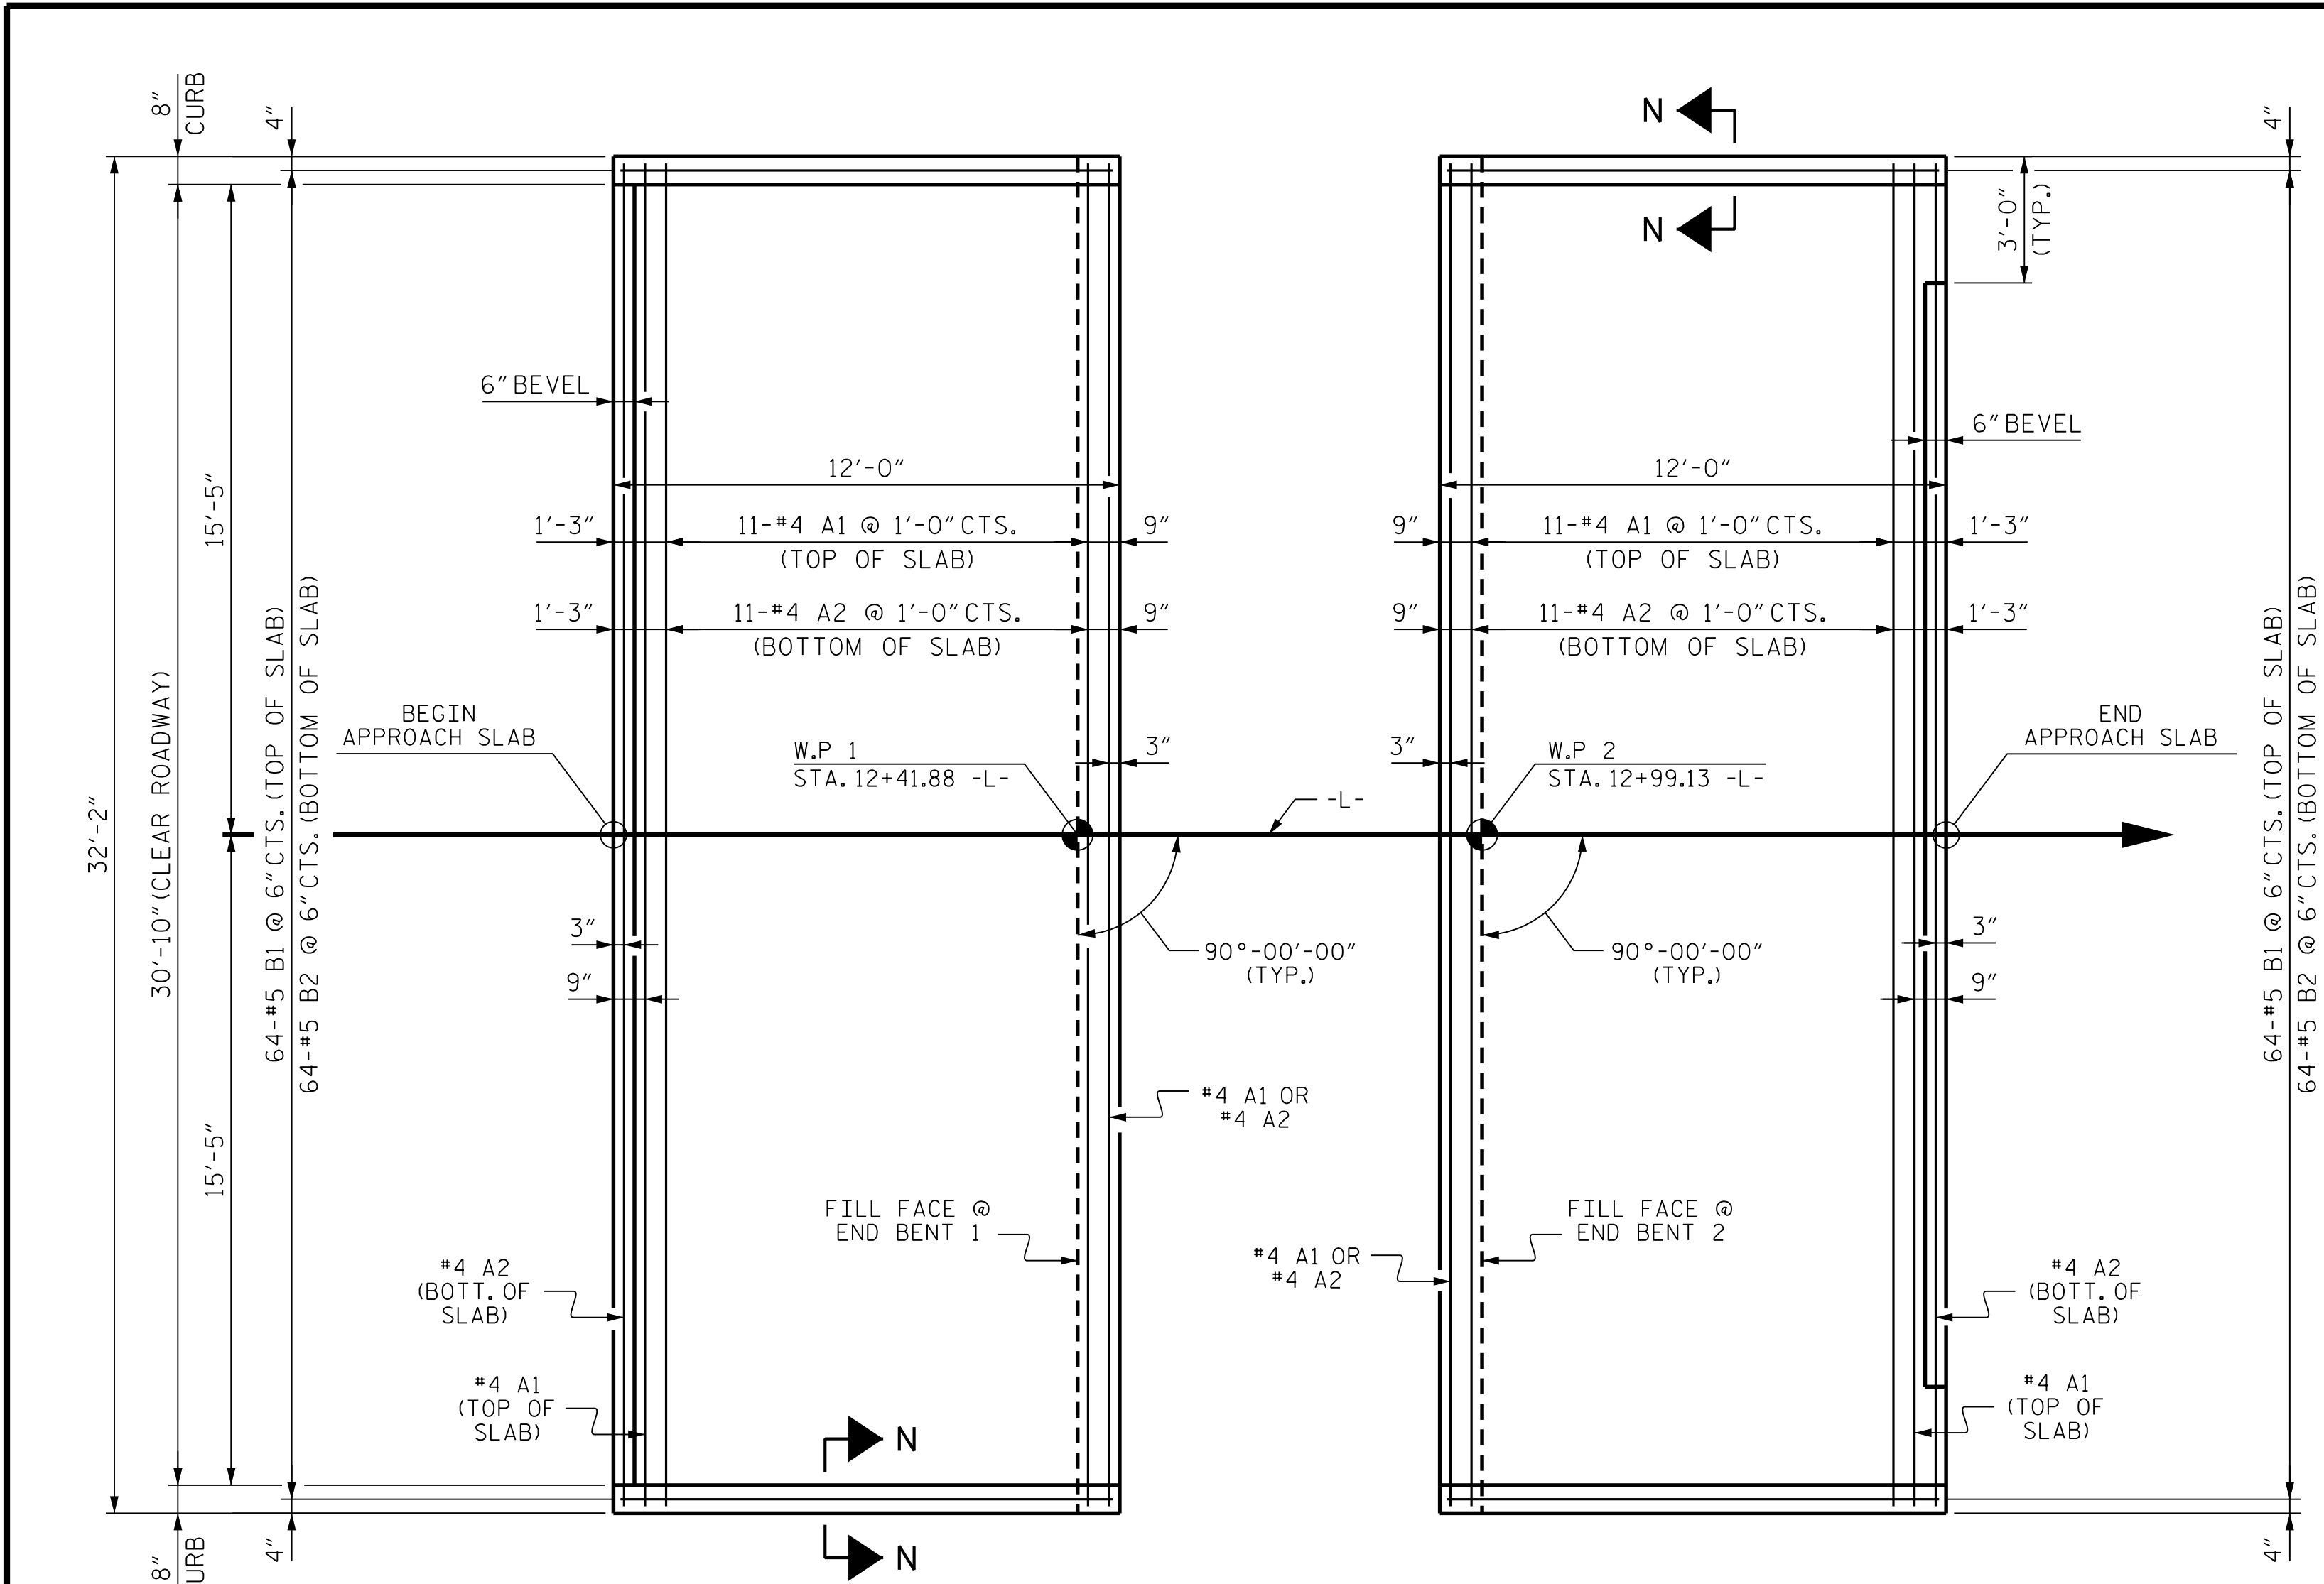 8" CURB
4"
32'-2"
30'-10" (CLEAR ROADWAY)
15'-5"
15'-5"
64-#5 B1 @ 6" CTS. (TOP OF SLAB)
64-#5 B2 @ 6" CTS. (BOTTOM OF SLAB)
8"
URB
4"
6" BEVEL
12'-0"
1'-3"
11-#4 A1 @ 1'-0" CTS.
(TOP OF SLAB)
9"
1'-3"
11-#4 A2 @ 1'-0" CTS.
(BOTTOM OF SLAB)
9"
BEGIN
APPROACH SLAB
W.P 1
STA. 12+41.88 -L-
3"
-L-
3"
9"
90°-00'-00"
(TYP.)
#4 A1 OR
#4 A2
FILL FACE @
END BENT 1
#4 A2
(BOTT. OF
SLAB)
#4 A1
(TOP OF
SLAB)
N
N
N
N
4"
3'-0"
(TYP.)
6" BEVEL
12'-0"
9"
11-#4 A1 @ 1'-0" CTS.
(TOP OF SLAB)
1'-3"
9"
11-#4 A2 @ 1'-0" CTS.
(BOTTOM OF SLAB)
1'-3"
3"
W.P 2
STA. 12+99.13 -L-
END
APPROACH SLAB
90°-00'-00"
(TYP.)
3"
9"
FILL FACE @
END BENT 2
#4 A1 OR
#4 A2
#4 A2
(BOTT. OF
SLAB)
#4 A1
(TOP OF
SLAB)
64-#5 B1 @ 6" CTS. (TOP OF SLAB)
64-#5 B2 @ 6" CTS. (BOTTOM OF SLAB)
4"